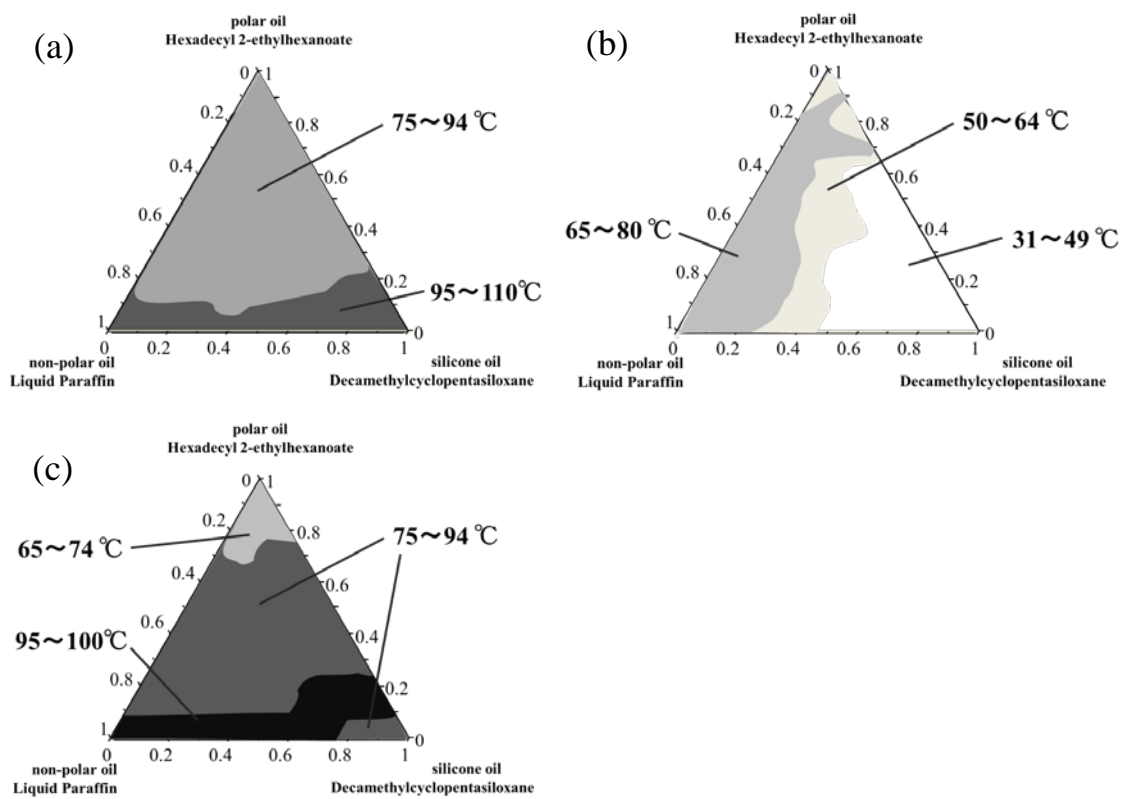 (a)
polar oil
Hexadecyl 2-ethylhexanoate
0 1
0.2 0.8
75~94 ℃
0.4 0.6
0.6 0.4
0.8 0.2
95~110℃
1 0
0 0.2 0.4 0.6 0.8 1
non-polar oil
Liquid Paraffin
silicone oil
Decamethylcyclopentasiloxane
(b)
polar oil
Hexadecyl 2-ethylhexanoate
0 1
0.2 0.8
50~64 ℃
0.4 0.6
0.6 0.4
65~80 ℃
31~49 ℃
0.8 0.2
1 0
0 0.2 0.4 0.6 0.8 1
non-polar oil
Liquid Paraffin
silicone oil
Decamethylcyclopentasiloxane
(c)
polar oil
Hexadecyl 2-ethylhexanoate
0 1
0.2 0.8
65~74 ℃
75~94 ℃
0.4 0.6
0.6 0.4
95~100℃
0.8 0.2
1 0
0 0.2 0.4 0.6 0.8 1
non-polar oil
Liquid Paraffin
silicone oil
Decamethylcyclopentasiloxane